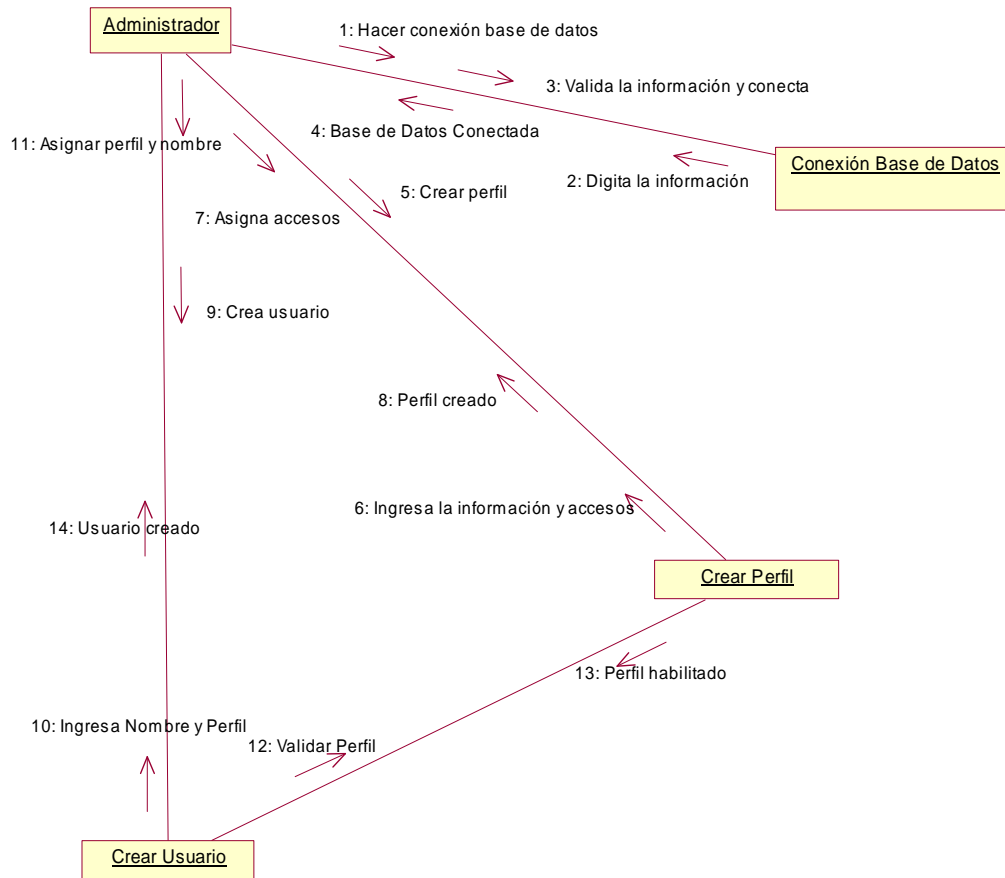 Administrador
1: Hacer conexión base de datos
3: Valida la información y conecta
4: Base de Datos Conectada
11: Asignar perfil y nombre
Conexión Base de Datos
2: Digita la información
5: Crear perfil
7: Asigna accesos
9: Crea usuario
8: Perfil creado
6: Ingresa la información y accesos
14: Usuario creado
Crear Perfil
13: Perfil habilitado
10: Ingresa Nombre y Perfil
12: Validar Perfil
Crear Usuario